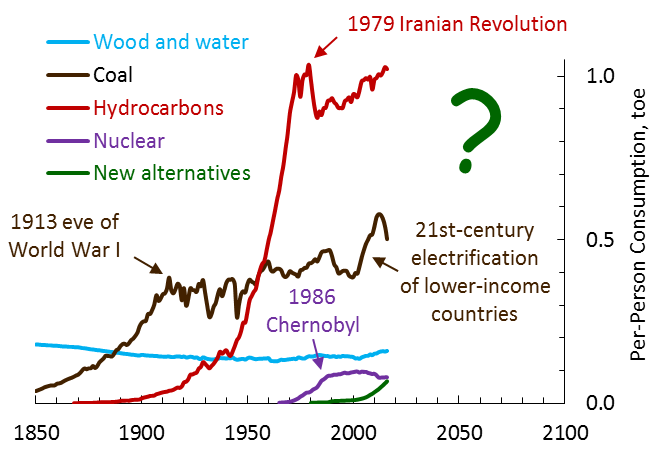 1979 Iranian Revolution
Wood and water
Coal
Hydrocarbons
Nuclear
New alternatives
?
1913 eve of
World War I
1986
Chernobyl
21st-century
electrification
of lower-income
countries
1.0
0.5
0.0
Per-Person Consumption, toe
1850
1900
1950
2000
2050
2100